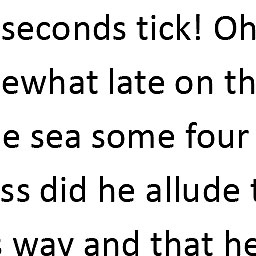 seconds tick! Oh
ewhat late on th
e sea some four
ss did he allude t
s way and that he